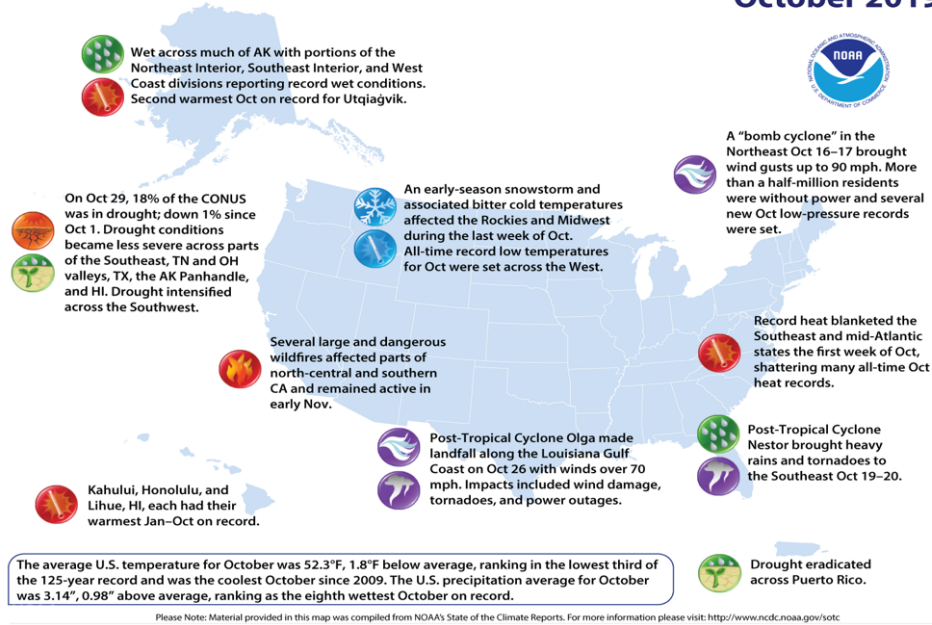 October 2019
Wet across much of AK with portions of the
Northeast Interior, Southeast Interior, and West
Coast divisions reporting record wet conditions.
Second warmest Oct on record for Utqiaġvik.
NATIONAL OCEANIC AND ATMOSPHERIC ADMINISTRATION
NOAA
U.S. DEPARTMENT OF COMMERCE
A “bomb cyclone” in the
Northeast Oct 16–17 brought
wind gusts up to 90 mph. More
than a half-million residents
were without power and several
new Oct low-pressure records
were set.
On Oct 29, 18% of the CONUS
was in drought; down 1% since
Oct 1. Drought conditions
became less severe across parts
of the Southeast, TN and OH
valleys, TX, the AK Panhandle,
and HI. Drought intensified
across the Southwest.
An early-season snowstorm and
associated bitter cold temperatures
affected the Rockies and Midwest
during the last week of Oct.
All-time record low temperatures
for Oct were set across the West.
Several large and dangerous
wildfires affected parts of
north-central and southern
CA and remained active in
early Nov.
Record heat blanketed the
Southeast and mid-Atlantic
states the first week of Oct,
shattering many all-time Oct
heat records.
Post-Tropical Cyclone Olga made
landfall along the Louisiana Gulf
Coast on Oct 26 with winds over 70
mph. Impacts included wind damage,
tornadoes, and power outages.
Post-Tropical Cyclone
Nestor brought heavy
rains and tornadoes to
the Southeast Oct 19–20.
Kahului, Honolulu, and
Lihue, HI, each had their
warmest Jan–Oct on record.
Drought eradicated
across Puerto Rico.
The average U.S. temperature for October was 52.3°F, 1.8°F below average, ranking in the lowest third of
the 125-year record and was the coolest October since 2009. The U.S. precipitation average for October
was 3.14”, 0.98” above average, ranking as the eighth wettest October on record.
Please Note: Material provided in this map was compiled from NOAA's State of the Climate Reports. For more information please visit: http://www.ncdc.noaa.gov/sotc